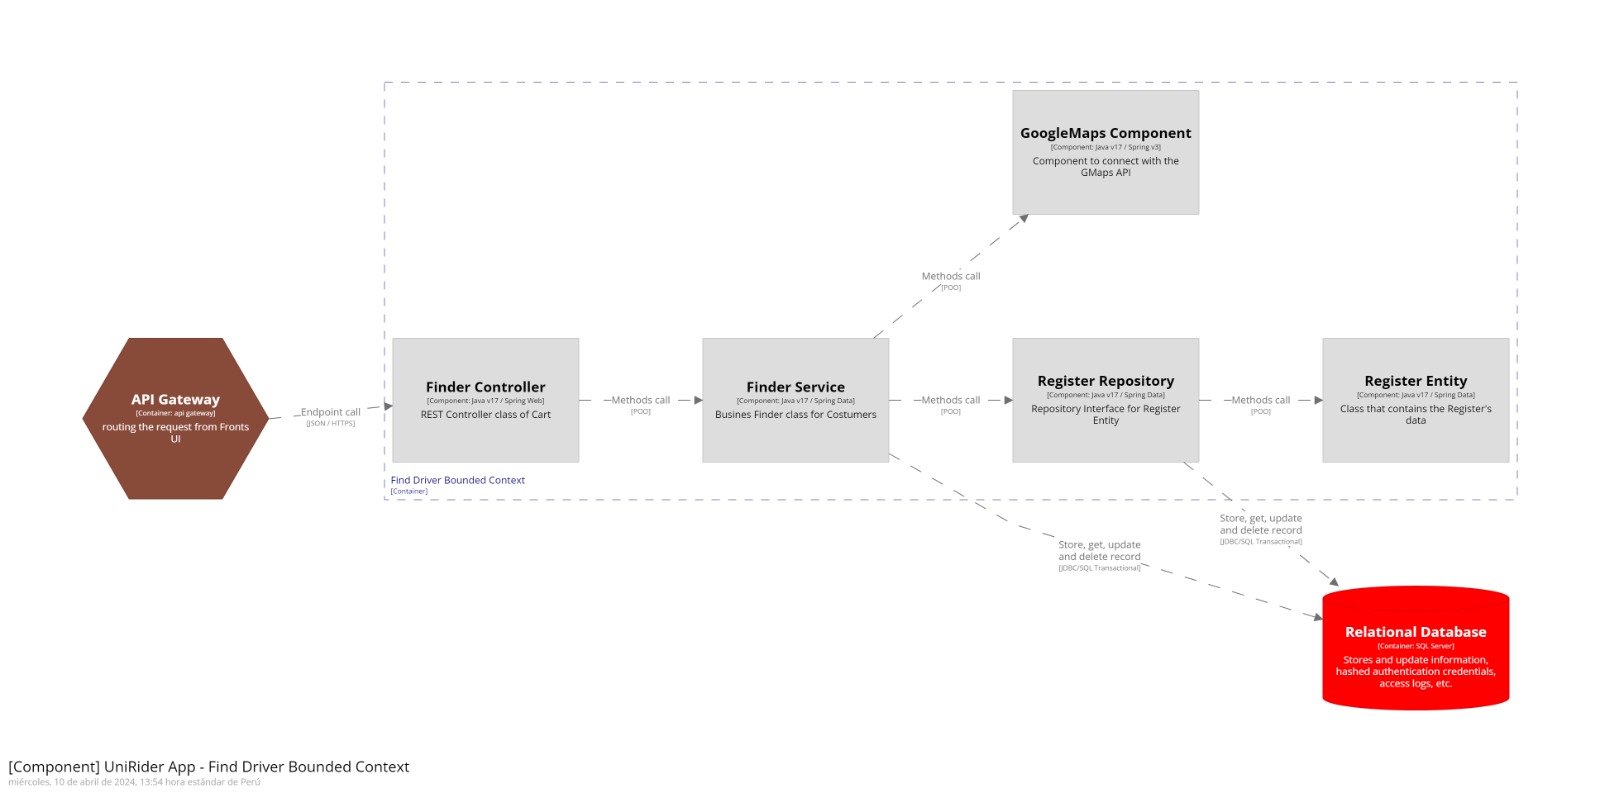 GoogleMaps Component
[Component: Java v17 / Spring v3]
Component to connect with the
GMaps API
Methods call
[POO]
API Gateway
[Container: api gateway]
routing the request from Fronts
UI
Endpoint call
[JSON / HTTPS]
Finder Controller
[Component: Java v17 / Spring Web]
REST Controller class of Cart
Methods call
[POO]
Finder Service
[Component: Java v17 / Spring Data]
Busines Finder class for Costumers
Methods call
[POO]
Register Repository
[Component: Java v17 / Spring Data]
Repository Interface for Register
Entity
Methods call
[POO]
Register Entity
[Component: Java v17 / Spring Data]
Class that contains the Register's
data
Find Driver Bounded Context
[Container]
Store, get, update
and delete record
[JDBC/SQL Transactional]
Store, get, update
and delete record
[JDBC/SQL Transactional]
Relational Database
[Container: SQL Server]
Stores and update information,
hashed authentication credentials,
access logs, etc.
[Component] UniRider App - Find Driver Bounded Context
miércoles, 10 de abril de 2024, 13:54 hora estándar de Perú